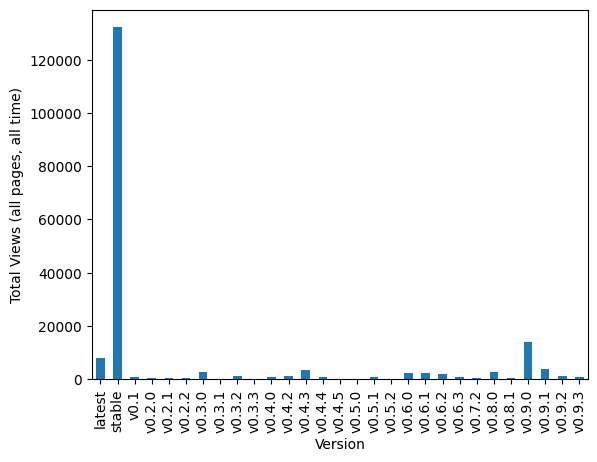 Total Views (all pages, all time)
120000
100000
80000
60000
40000
20000
0
latest
stable
v0.1
v0.2.0
v0.2.1
v0.2.2
v0.3.0
v0.3.1
v0.3.2
v0.3.3
v0.4.0
v0.4.2
v0.4.3
v0.4.4
v0.4.5
v0.5.0
v0.5.1
v0.5.2
v0.6.0
v0.6.1
v0.6.2
v0.6.3
v0.7.2
v0.8.0
v0.8.1
v0.9.0
v0.9.1
v0.9.2
v0.9.3
Version